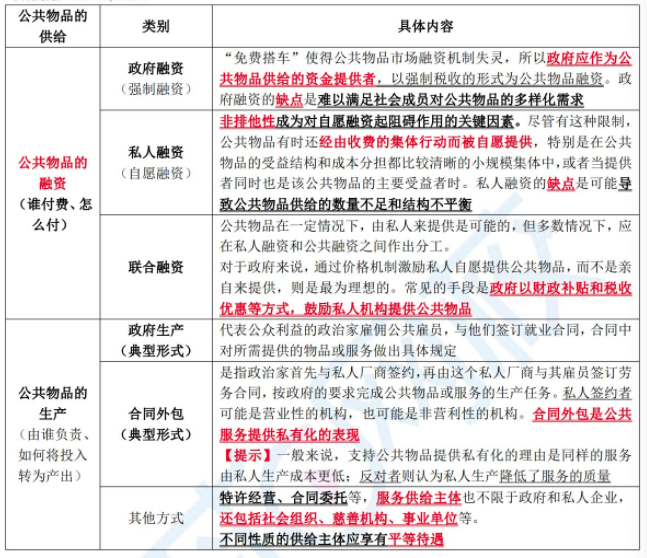 公共物品的
供给
类别
具体内容
公共物品的
融资
（谁付费、怎
么付）
政府融资
（强制融资）
“免费搭车”使得公共物品市场融资机制失灵，所以政府应作为公
共物品供给的资金提供者，以强制税收的形式为公共物品融资。政
府融资的缺点是难以满足社会成员对公共物品的多样化需求
私人融资
（自愿融资）
非排他性成为对自愿融资起阻碍作用的关键因素。尽管有这种限制，
公共物品有时还经由收费的集体行动而被自愿提供，特别是在公共
物品的受益结构和成本分担都比较清晰的小规模集体中，或者当提供
者同时也是该公共物品的主要受益者时。私人融资的缺点是可能导
致公共物品供给的数量不足和结构不平衡
联合融资
公共物品在一定情况下，由私人来提供是可能的，但多数情况下，应
在私人融资和公共融资之间作出分工。
对于政府来说，通过价格机制激励私人自愿提供公共物品，而不是亲
自来提供，则是最为理想的。常见的手段是政府以财政补贴和税收
优惠等方式，鼓励私人机构提供公共物品
公共物品的
生产
（由谁负责、
如何将投入
转为产出）
政府生产
（典型形式）
代表公众利益的政治家雇佣公共雇员，与他们签订就业合同，合同中
对所需提供的物品或服务做出具体规定
合同外包
（典型形式）
是指政治家首先与私人厂商签约，再由这个私人厂商与其雇员签订劳
务合同，按政府的要求完成公共物品或服务的生产任务。私人签约者
可能是营业性的机构，也可能是非营利性的机构。合同外包是公共
服务提供私有化的表现
【提示】一般来说，支持公共物品提供私有化的理由是同样的服务
由私人生产成本更低；反对者则认为私人生产降低了服务的质量
其他方式
特许经营、合同委托等，服务供给主体也不限于政府和私人企业，
还包括社会组织、慈善机构、事业单位等。
不同性质的供给主体应享有平等待遇